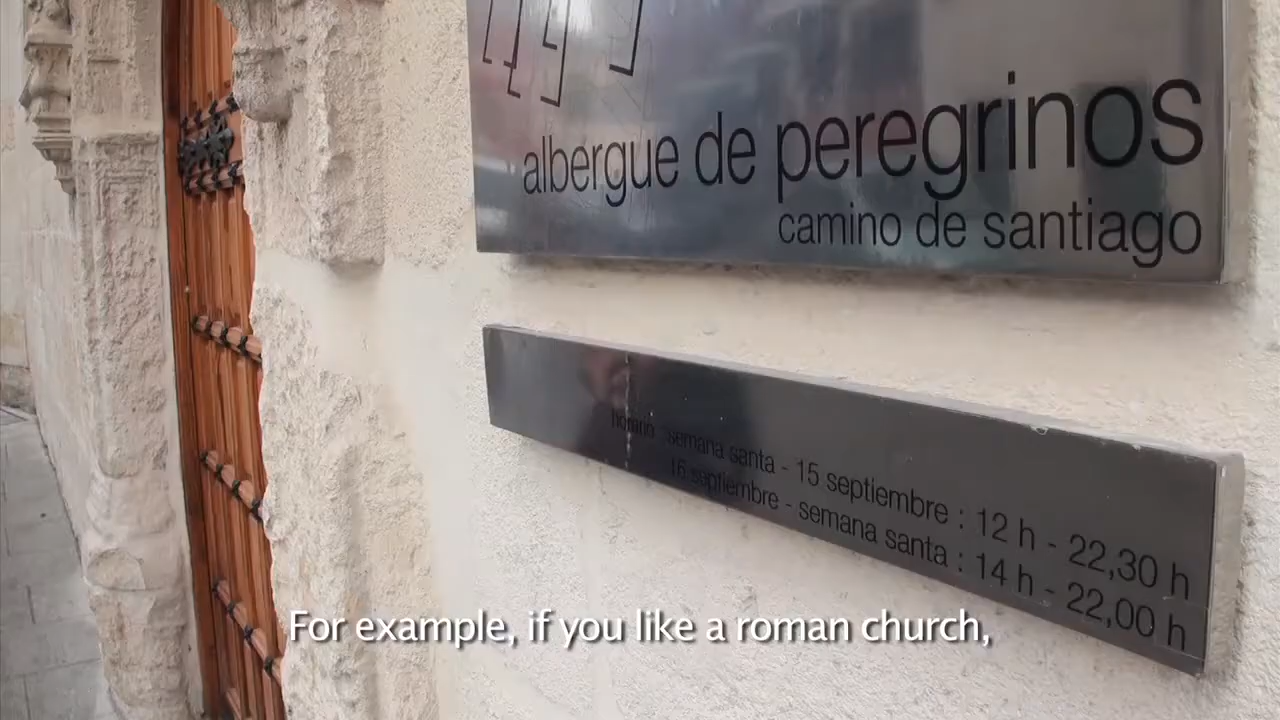 albergue de peregrinos
camino de santiago
horario : semana santa - 15 septiembre : 12 h - 22,30 h
16 septiembre - semana santa : 14 h - 22,00 h
For example, if you like a roman church,